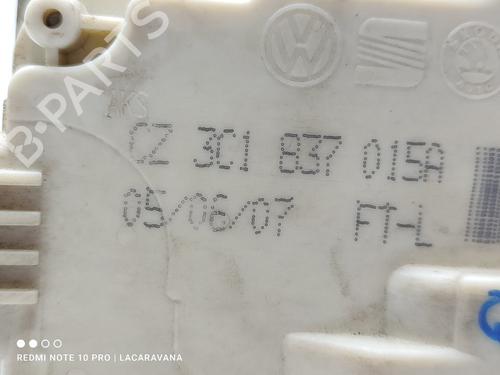 B-PARTS
CZ 3C1 837 015A
05/06/07 FT-L
REDMI NOTE 10 PRO | LACARAVANA